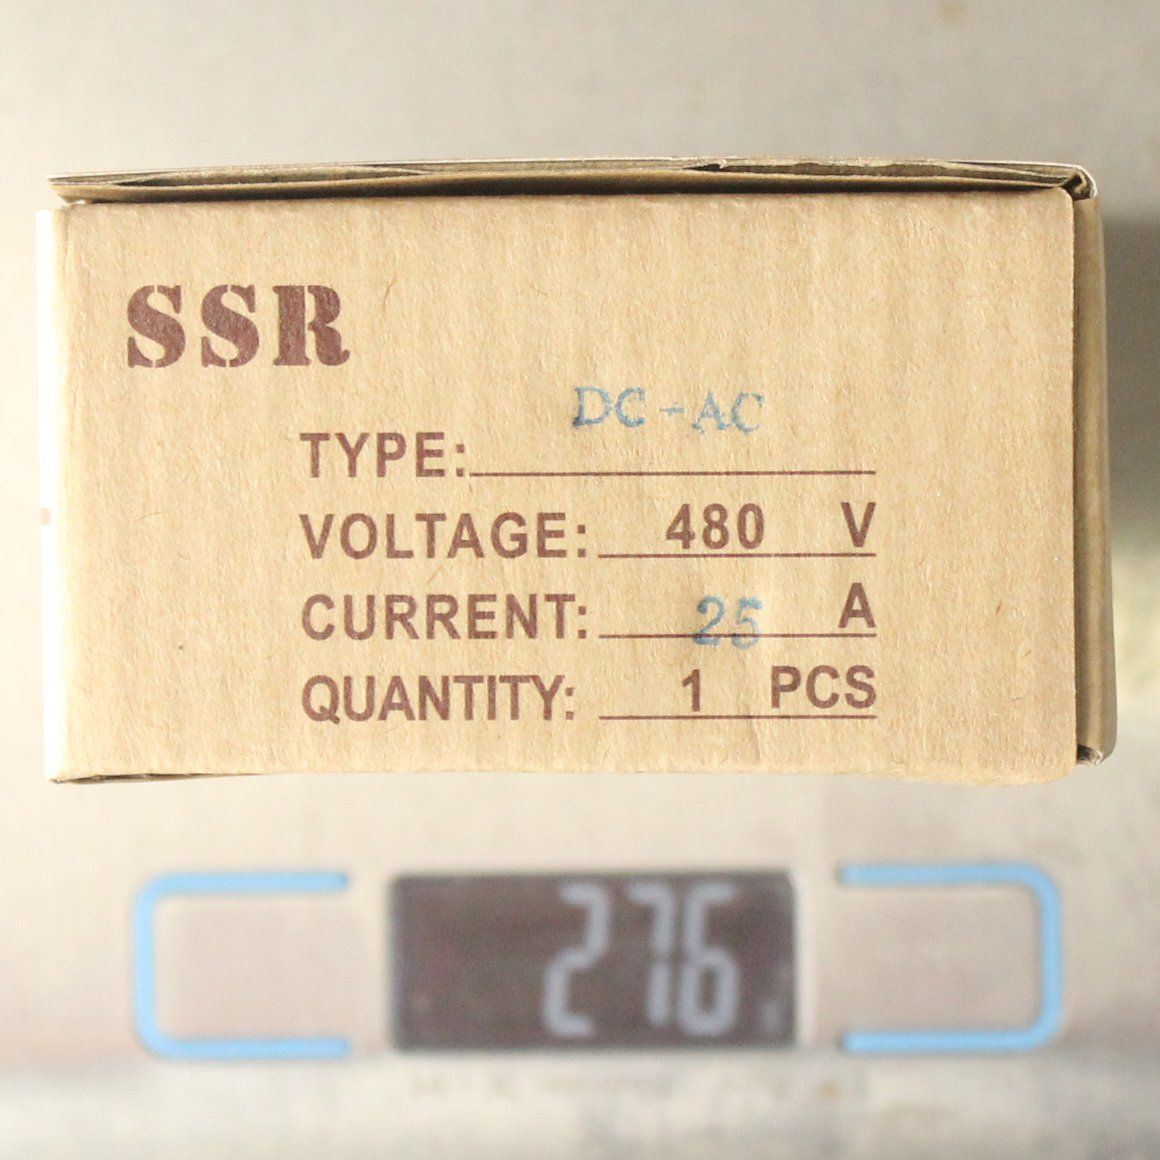 SSR
DC-AC
TYPE:
VOLTAGE: 480 V
CURRENT: 25 A
QUANTITY: 1 PCS
276